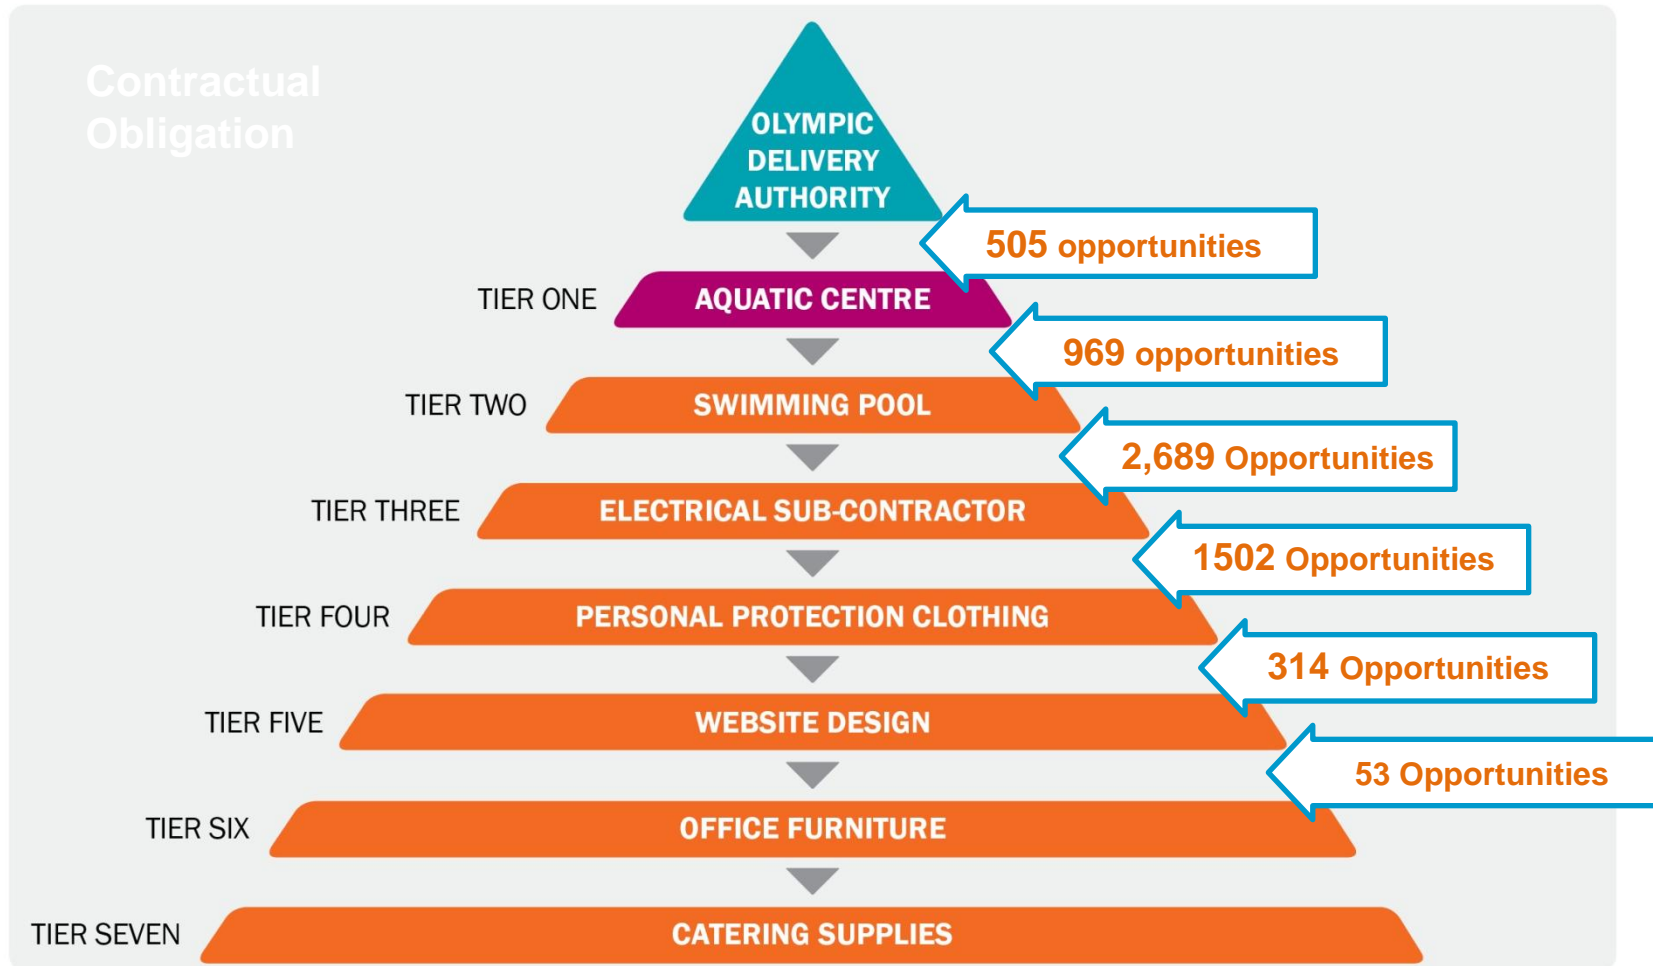 Contractual
Obligation
OLYMPIC
DELIVERY
AUTHORITY
505 opportunities
TIER ONE
AQUATIC CENTRE
969 opportunities
TIER TWO
SWIMMING POOL
2,689 Opportunities
TIER THREE
ELECTRICAL SUB-CONTRACTOR
1502 Opportunities
TIER FOUR
PERSONAL PROTECTION CLOTHING
314 Opportunities
TIER FIVE
WEBSITE DESIGN
53 Opportunities
TIER SIX
OFFICE FURNITURE
TIER SEVEN
CATERING SUPPLIES